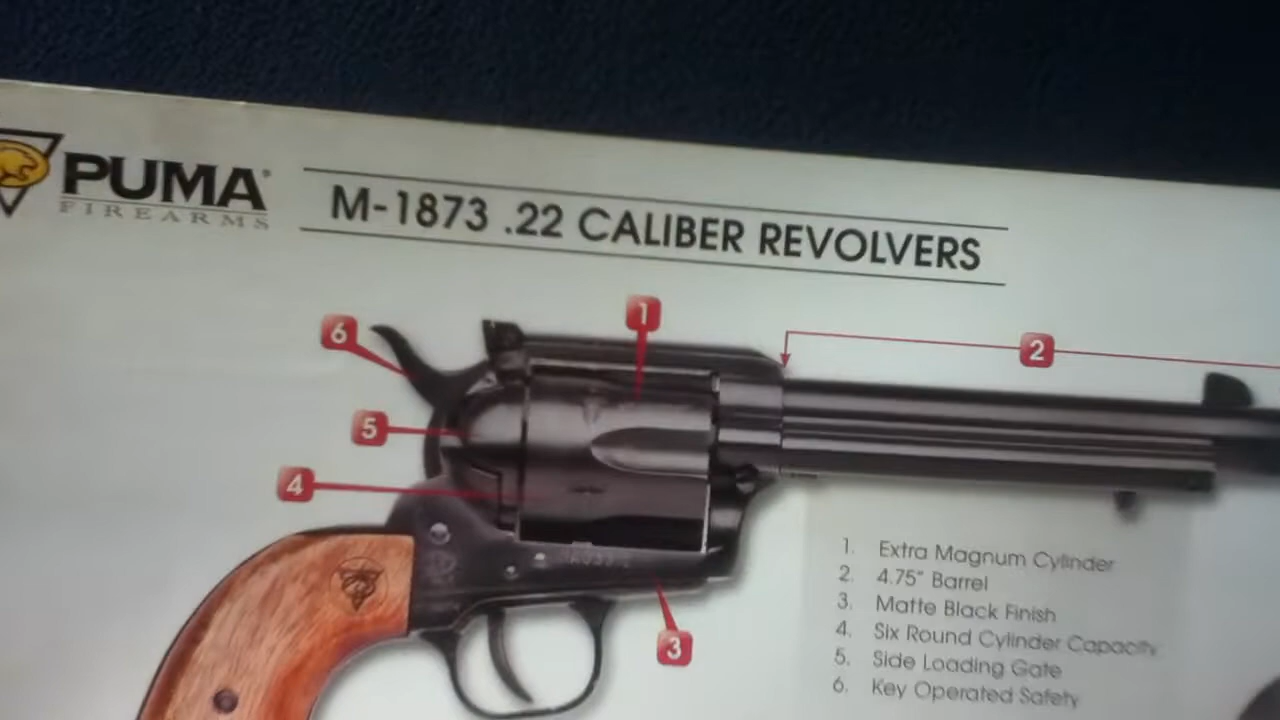 PUMA®
FIREARMS
M-1873 .22 CALIBER REVOLVERS
6
1
2
5
4
3
1. Extra Magnum Cylinder
2. 4.75" Barrel
3. Matte Black Finish
4. Six Round Cylinder Capacity
5. Side Loading Gate
6. Key Operated Safety